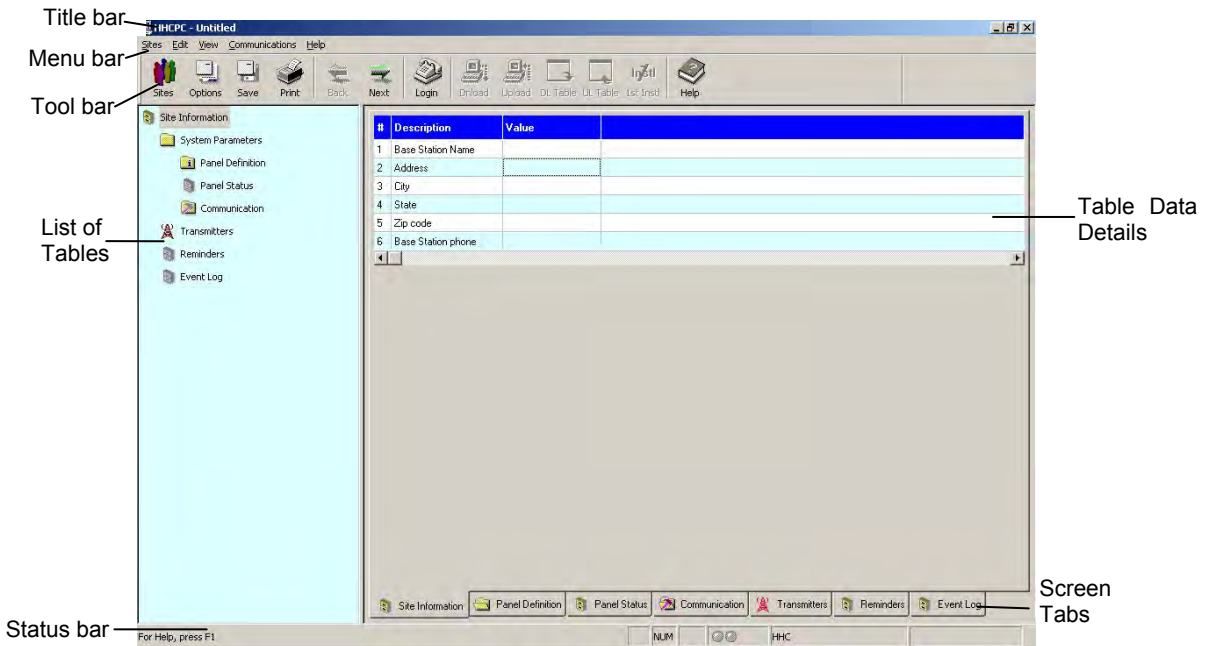 Title bar
HHCPC - Untitled
Menu bar
Sites Edit View Communications Help
Tool bar
Sites Options Save Print Back Next Login Dnload Upload DL Table UL Table Lst Instl Help
Instl
List of
Tables
Site Information
System Parameters
Panel Definition
Panel Status
Communication
Transmitters
Reminders
Event Log
# Description Value
1 Base Station Name
2 Address
3 City
4 State
5 Zip code
6 Base Station phone
Table Data
Details
Site Information Panel Definition Panel Status Communication Transmitters Reminders Event Log
Screen
Tabs
Status bar
For Help, press F1 NUM HHC